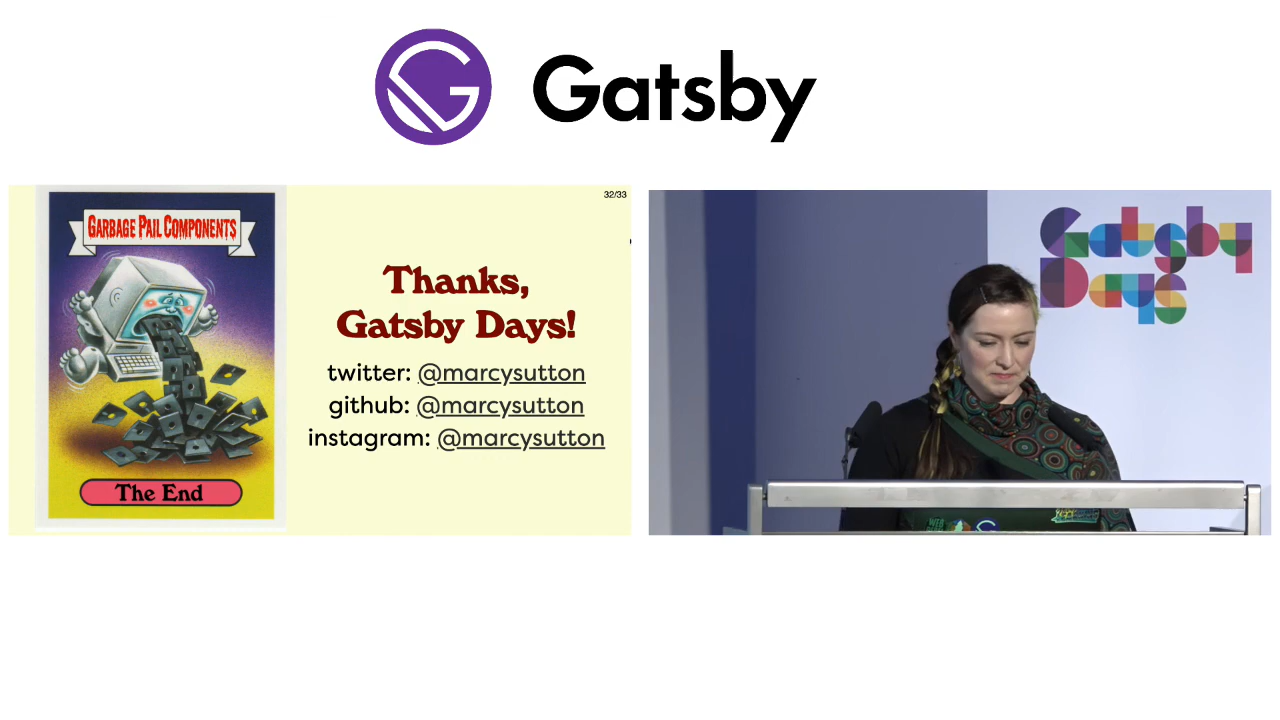 Gatsby
32/33
GARBAGE PAIL COMPONENTS
Thanks,
Gatsby Days!
twitter: @marcysutton
github: @marcysutton
instagram: @marcysutton
The End
Gatsby
Days